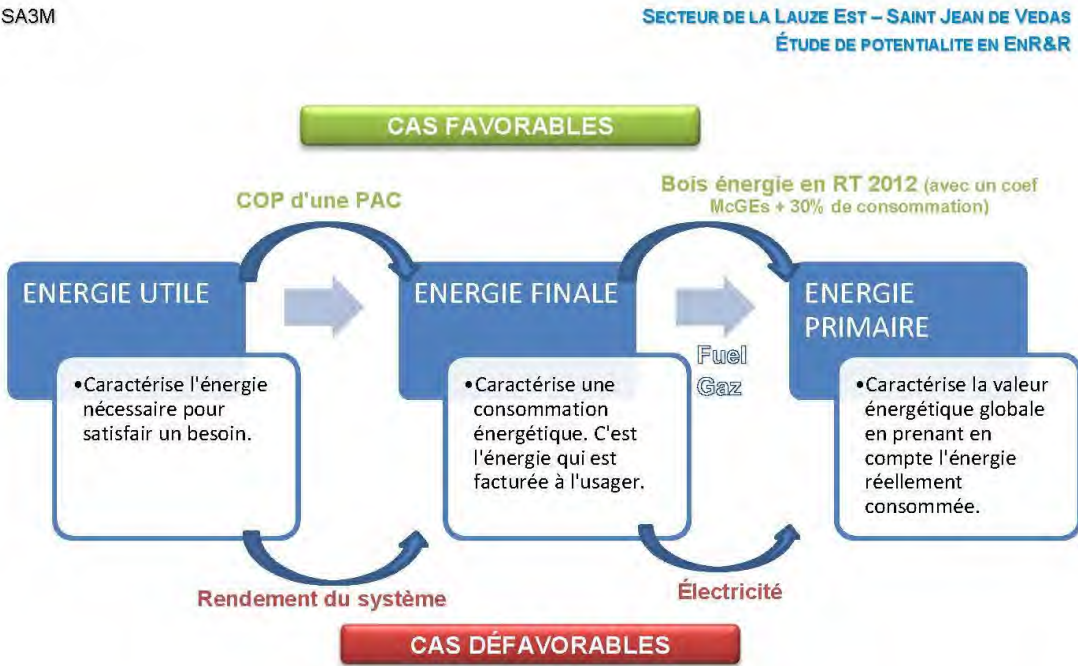 SA3M
SECTEUR DE LA LAUZE EST – SAINT JEAN DE VEDAS
ÉTUDE DE POTENTIALITE EN ENR&R
CAS FAVORABLES
COP d'une PAC
Bois énergie en RT 2012 (avec un coef
McGEs + 30% de consommation)
ENERGIE UTILE
•Caractérise l'énergie
nécessaire pour
satisfair un besoin.
ENERGIE FINALE
•Caractérise une
consommation
énergétique. C'est
l'énergie qui est
facturée à l'usager.
Fuel
Gaz
ENERGIE
PRIMAIRE
•Caractérise la valeur
énergétique globale
en prenant en
compte l'énergie
réellement
consommée.
Rendement du système
Électricité
CAS DÉFAVORABLES